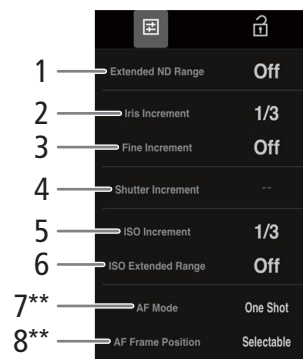 1 Extended ND Range Off
2 Iris Increment 1/3
3 Fine Increment Off
4 Shutter Increment --
5 ISO Increment 1/3
6 ISO Extended Range Off
7** AF Mode One Shot
8** AF Frame Position Selectable